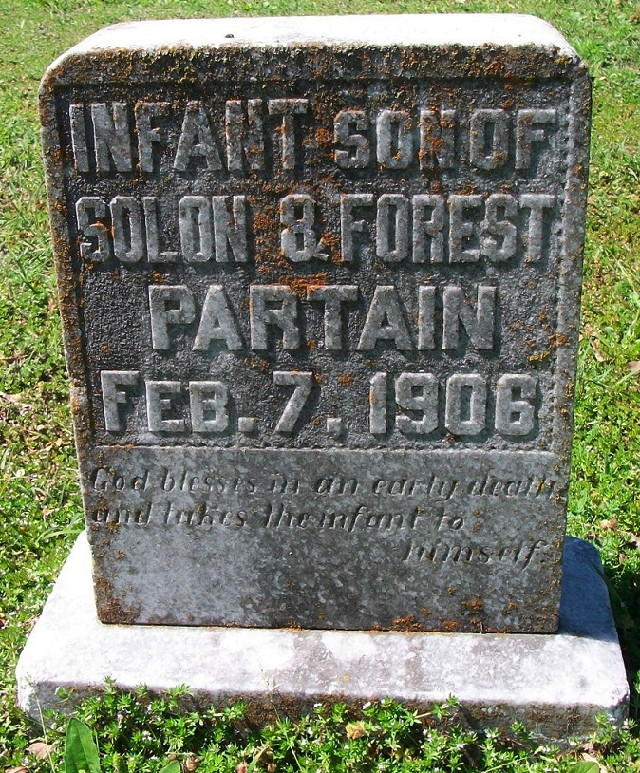 INFANT SON OF
SOLON & FOREST
PARTAIN
FEB. 7, 1906
God blesses in an early death
and takes the infant to
himself.